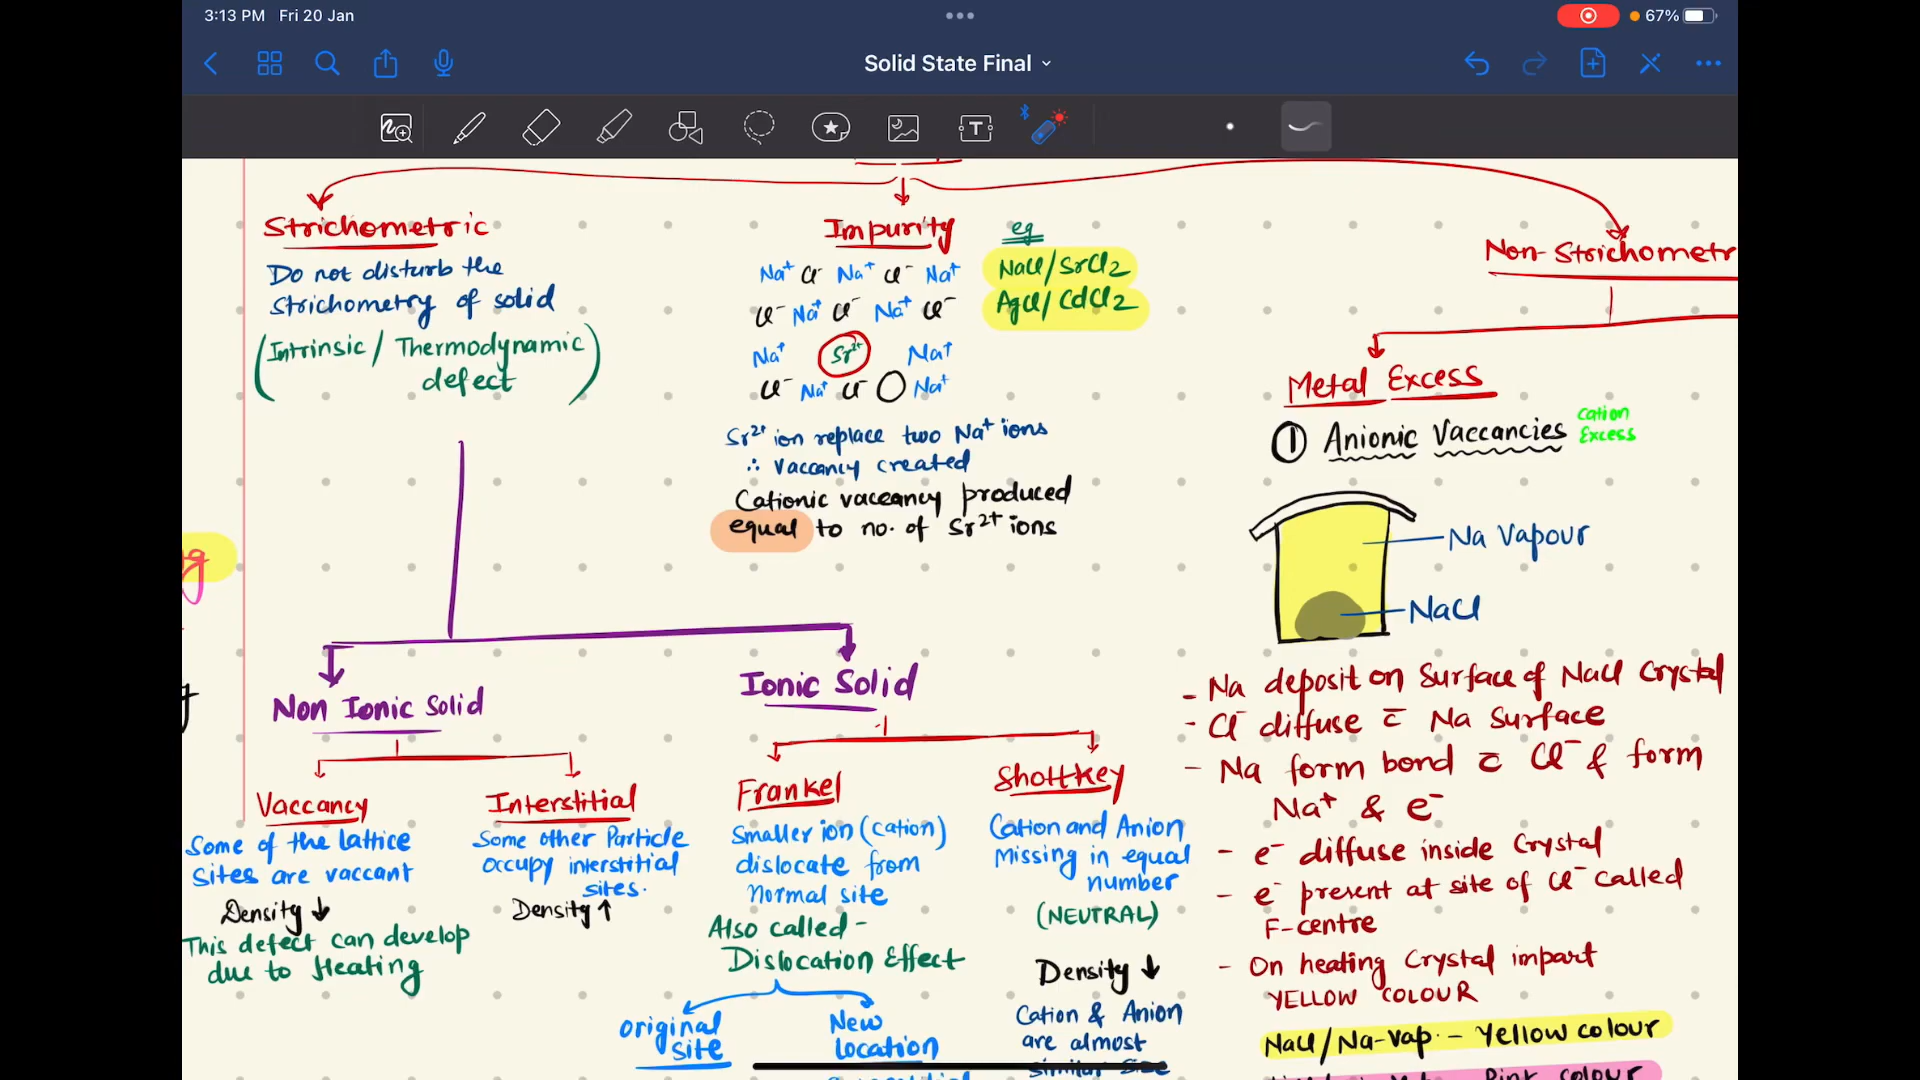 3:13 PM Fri 20 Jan
67%
Solid State Final
T
Strichometric
Do not disturb the
Strichometry of solid
(Intrinsic / Thermodynamic
defect)
Impurity
eg
NaCl/SrCl2
AgCl/CdCl2
Na+ Cl- Na+ Cl- Na+
Cl- Na+ Cl- Na+ Cl-
Na+ Sr2+ Na+
Cl- Na+ Cl- Na+
Sr2+ ion replace two Na+ ions
∴ vaccancy created
Cationic vaccancy produced
equal to no. of Sr2+ ions
Non-Strichometr
Metal Excess
① Anionic Vaccancies
Cation
Excess
Na Vapour
NaCl
- Na deposit on Surface of NaCl Crystal
- Cl- diffuse c̄ Na surface
- Na form bond c̄ Cl- & form
Na+ & e-
- e- diffuse inside Crystal
- e- present at site of Cl- called
F-centre
- On heating Crystal impart
YELLOW COLOUR
NaCl/Na-vap. - Yellow colour
Pink colour
Non Ionic Solid
Ionic Solid
Vaccancy
Some of the lattice
sites are vaccant
Density ↓
This defect can develop
due to Heating
Interstitial
Some other Particle
occupy interstitial
sites.
Density ↑
Frankel
Smaller ion (cation)
dislocate from
Normal site
Also called -
Dislocation Effect
original
site
New
location
Shottkey
Cation and Anion
Missing in equal
number
(NEUTRAL)
Density ↓
Cation & Anion
are almost
similar size